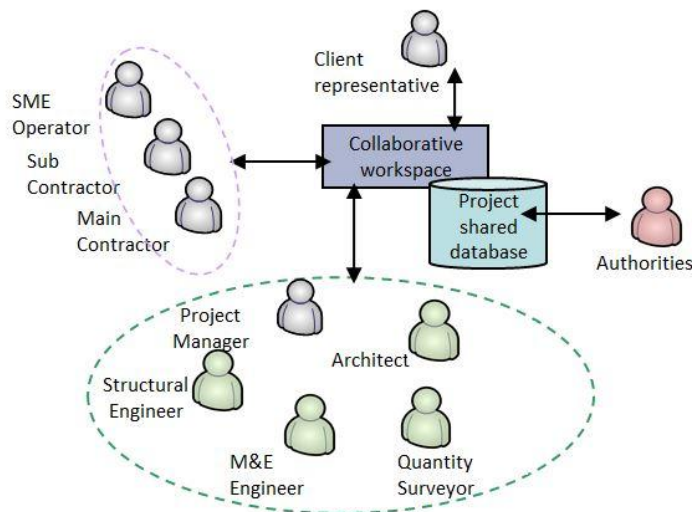 Client
representative
SME
Operator
Sub
Contractor
Main
Contractor
Collaborative
workspace
Project
shared
database
Authorities
Project
Manager
Architect
Structural
Engineer
M&E
Engineer
Quantity
Surveyor